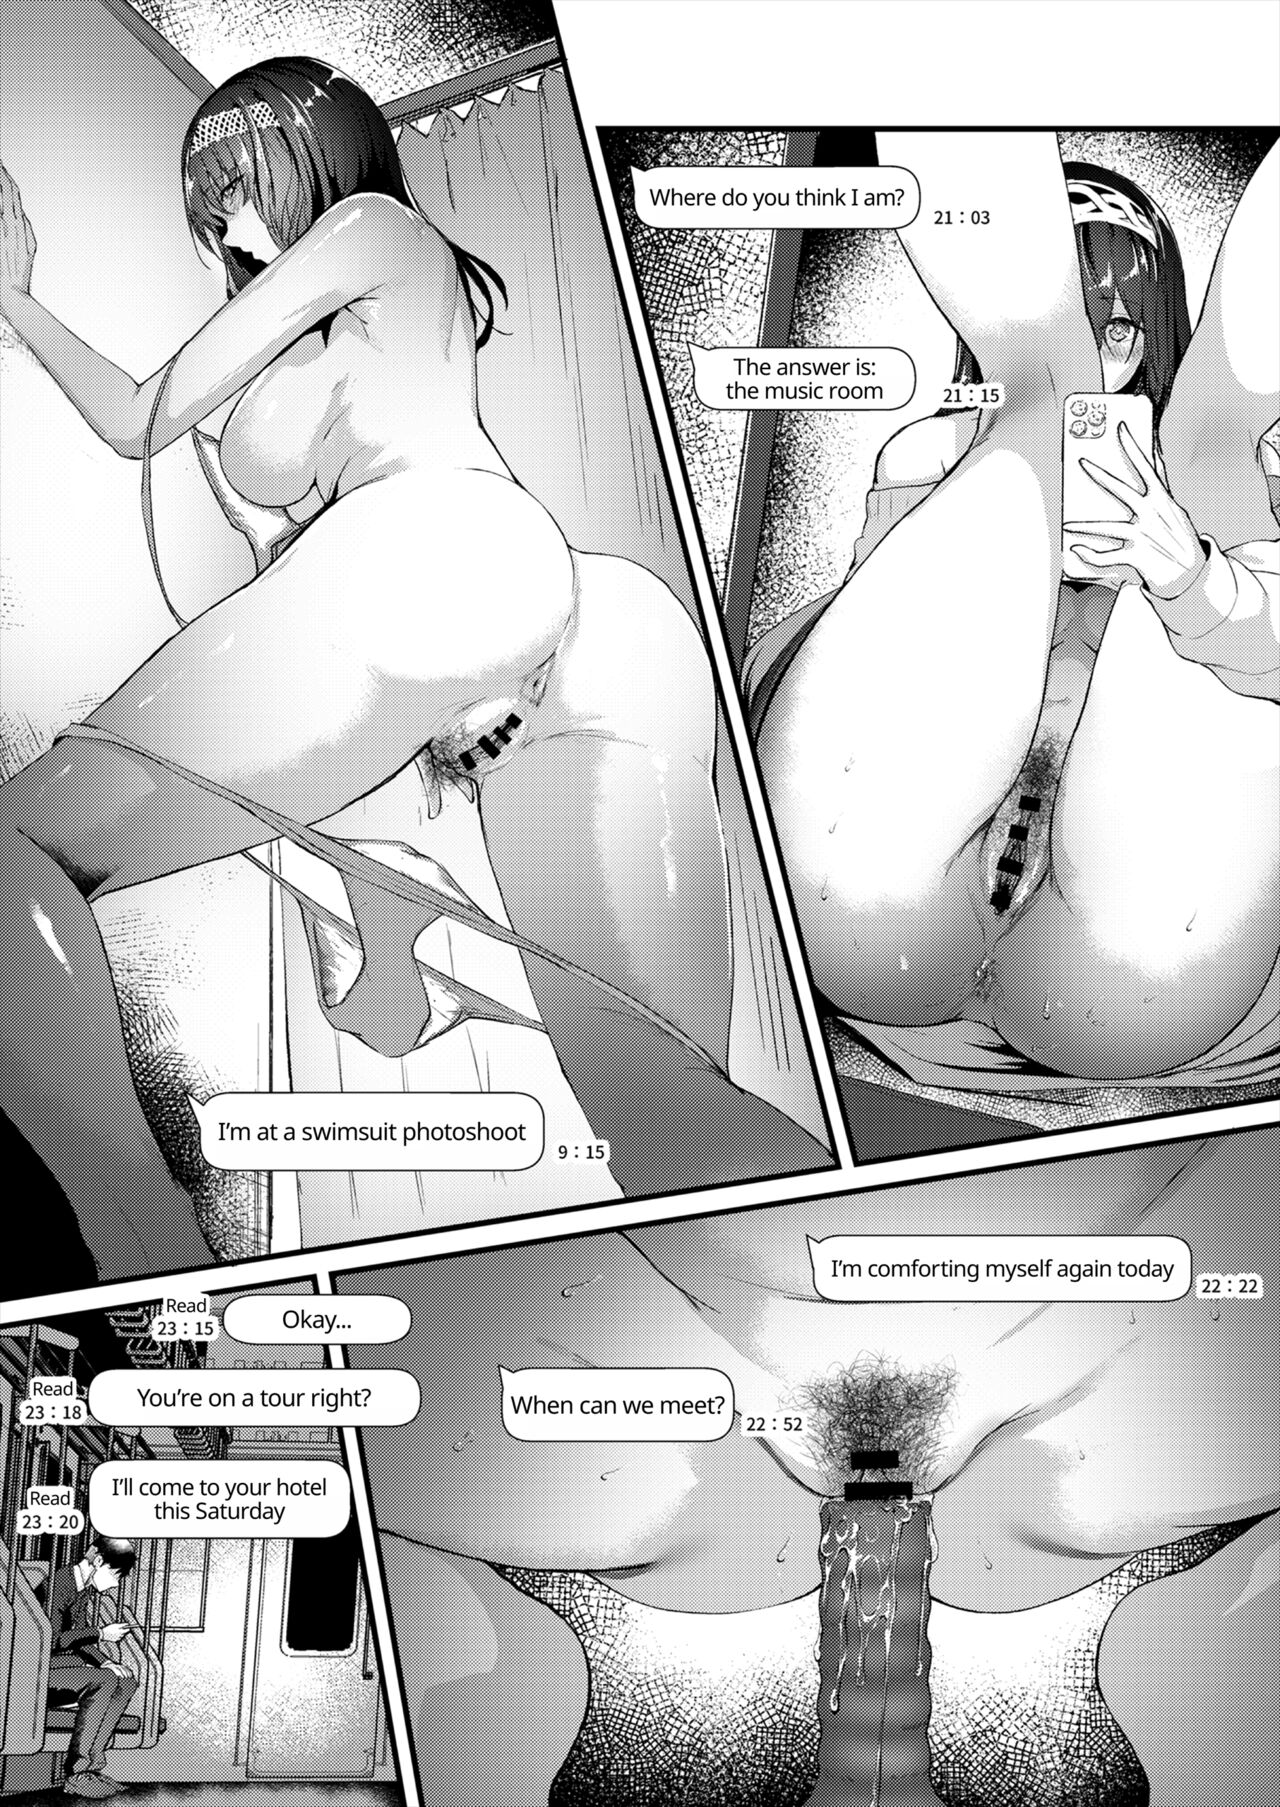 Where do you think I am?
21:03
The answer is:
the music room
21:15
I'm at a swimsuit photoshoot
9:15
I'm comforting myself again today
22:22
When can we meet?
22:52
Read
23:15
Okay...
Read
23:18
You're on a tour right?
Read
23:20
I'll come to your hotel
this Saturday